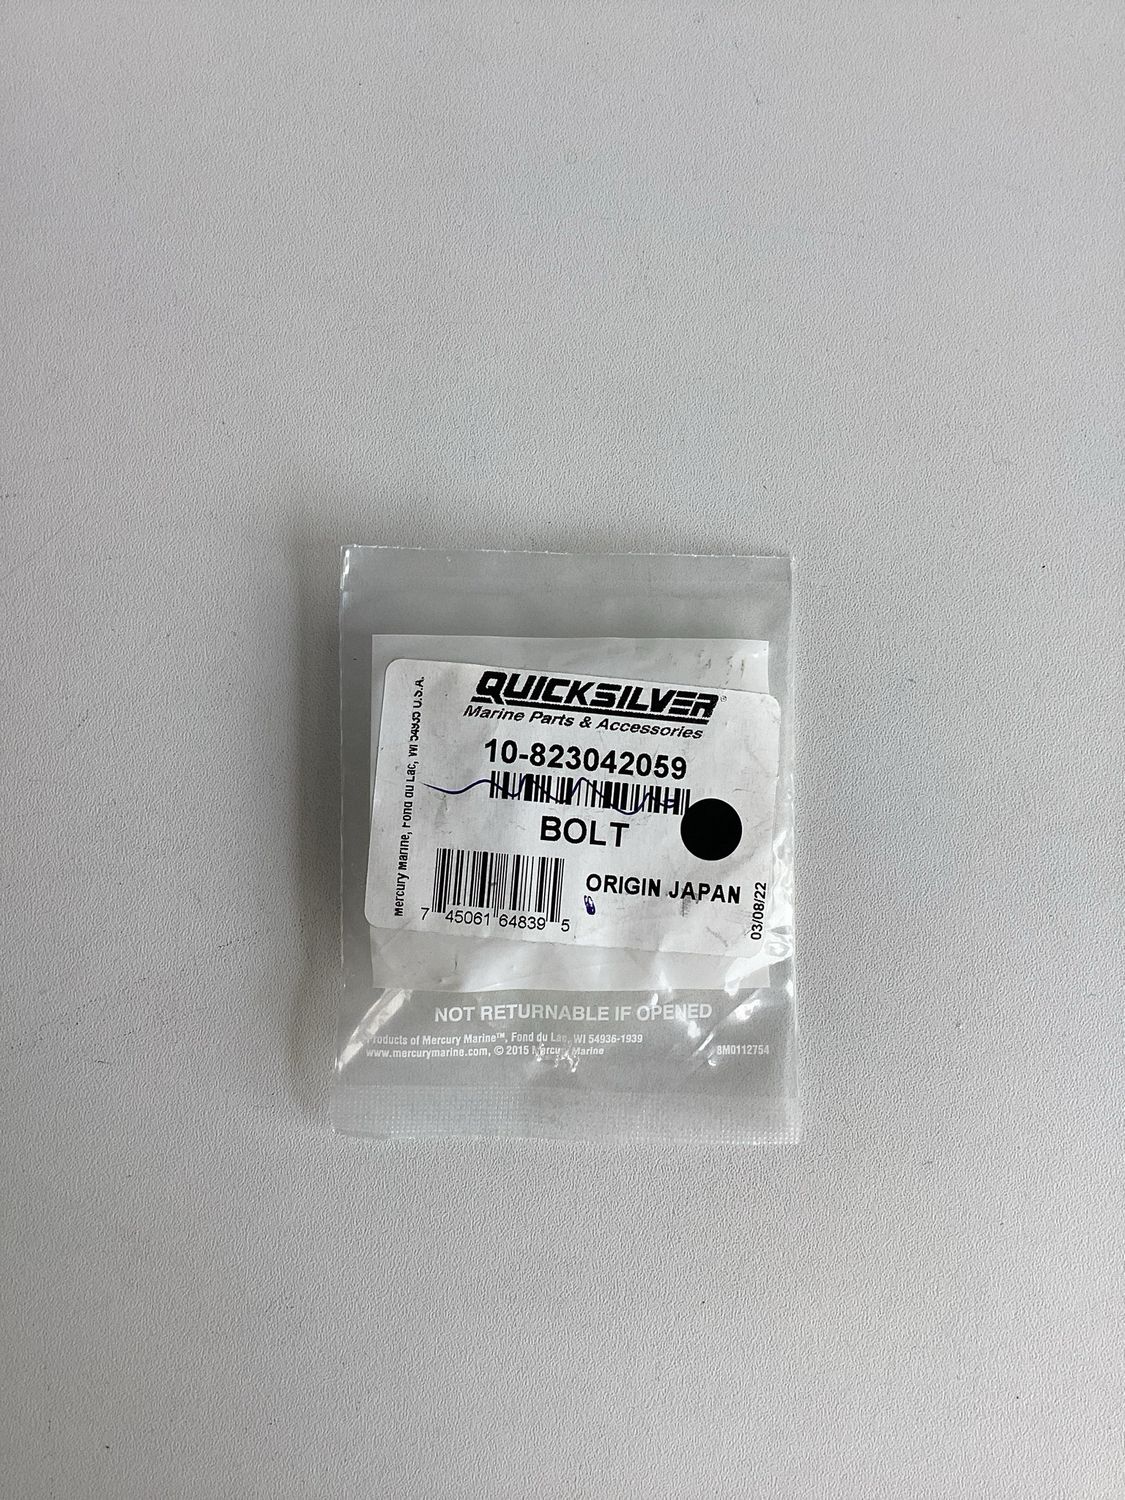 QUICKSILVER®
Marine Parts & Accessories
10-823042059
BOLT
ORIGIN JAPAN
7 45061 64839 5
03/08/22
Mercury Marine, Fond du Lac, WI 54935 U.S.A.
NOT RETURNABLE IF OPENED
Products of Mercury Marine™, Fond du Lac, WI 54936-1939
www.mercurymarine.com, © 2015 Mercury Marine
8M0112754